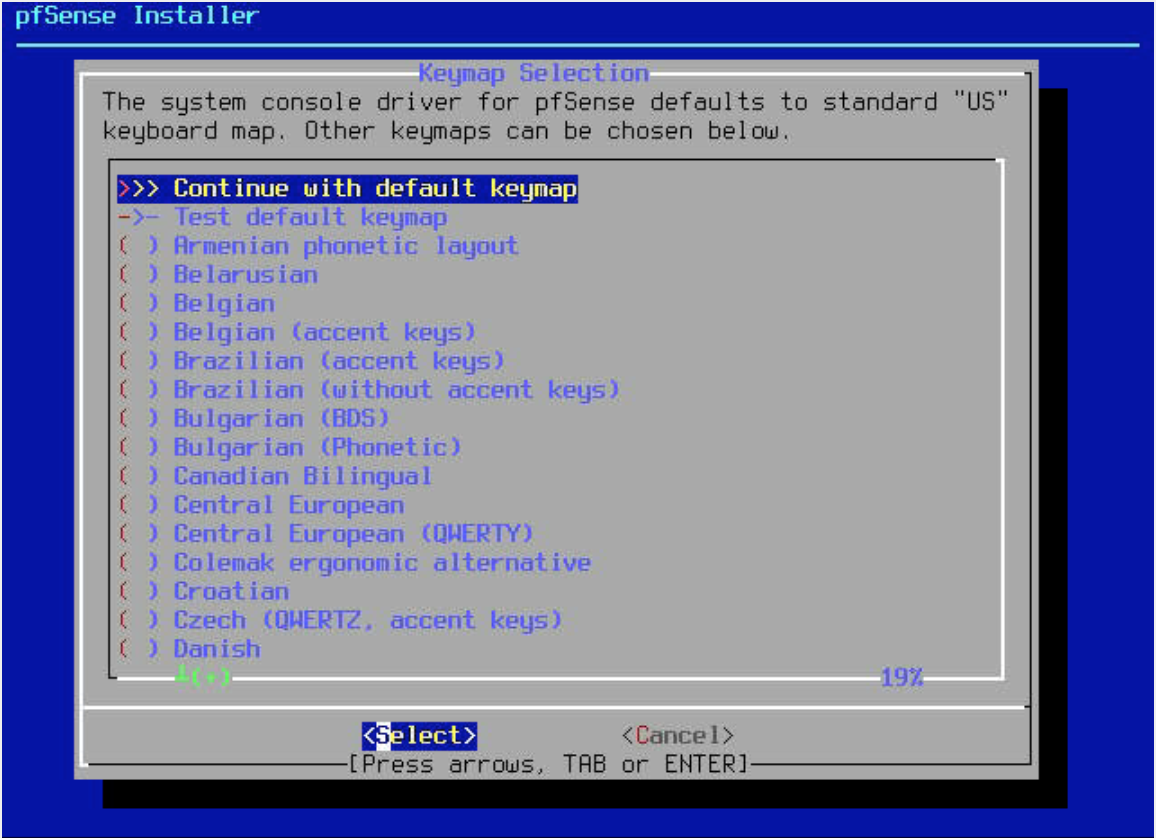 pfSense Installer
Keymap Selection
The system console driver for pfSense defaults to standard "US"
keyboard map. Other keymaps can be chosen below.
>>> Continue with default keymap
->- Test default keymap
( ) Armenian phonetic layout
( ) Belarusian
( ) Belgian
( ) Belgian (accent keys)
( ) Brazilian (accent keys)
( ) Brazilian (without accent keys)
( ) Bulgarian (BDS)
( ) Bulgarian (Phonetic)
( ) Canadian Bilingual
( ) Central European
( ) Central European (QWERTY)
( ) Colemak ergonomic alternative
( ) Croatian
( ) Czech (QWERTZ, accent keys)
( ) Danish
┴(+) 19%
<Select> <Cancel>
[Press arrows, TAB or ENTER]